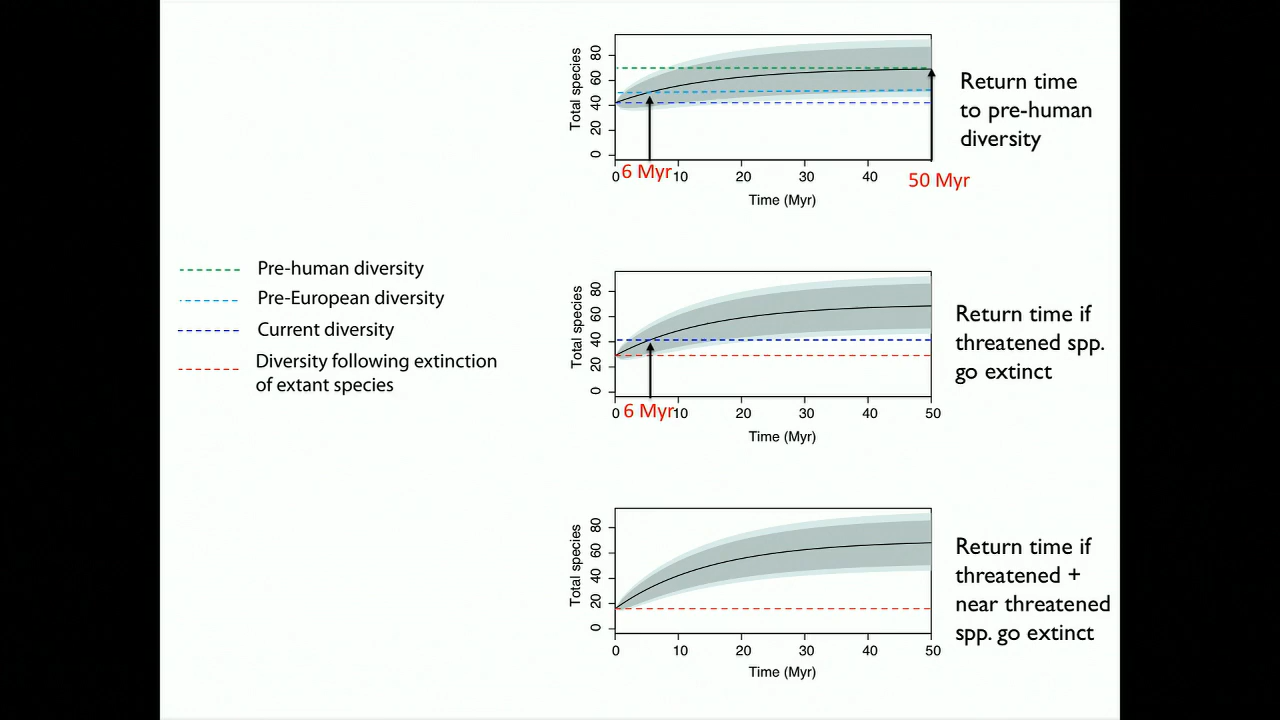 80
60
40
20
0
Total species
0
6 Myr
10
20
30
40
50 Myr
Time (Myr)
Return time
to pre-human
diversity
Pre-human diversity
Pre-European diversity
Current diversity
Diversity following extinction
of extant species
80
60
40
20
0
Total species
0
6 Myr
10
20
30
40
50
Time (Myr)
Return time if
threatened spp.
go extinct
80
60
40
20
0
Total species
0
10
20
30
40
50
Time (Myr)
Return time if
threatened +
near threatened
spp. go extinct